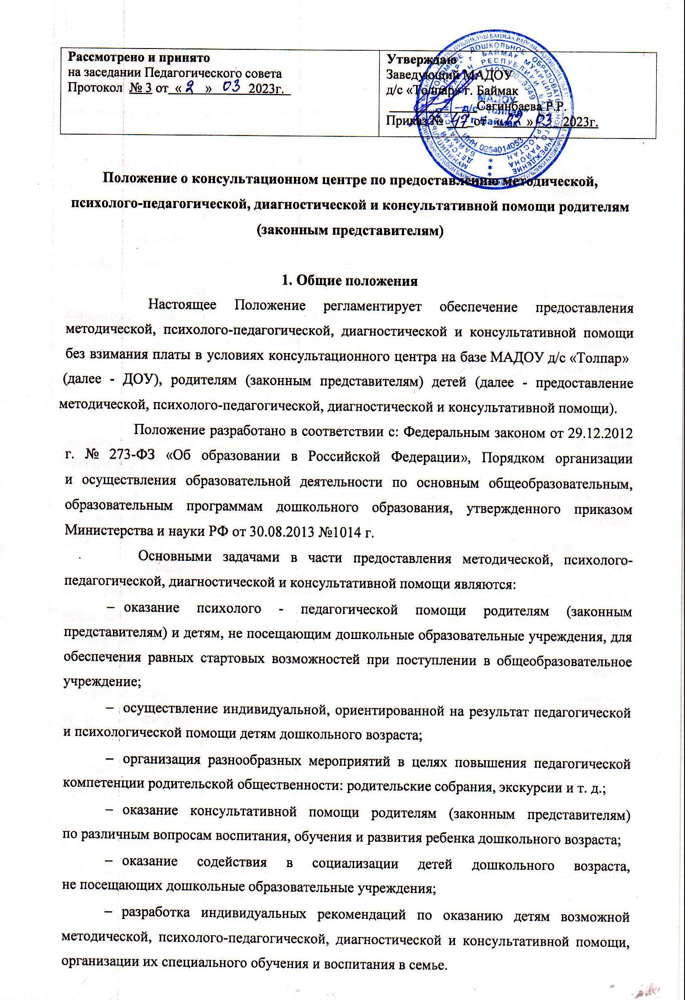 Рассмотрено и принято
на заседании Педагогического совета
Протокол № 3 от « 2 » 03 2023г.
Утверждаю
Заведующий МАДОУ
д/с «Толпар» г. Баймак
Сагинбаева Р.Р.
Приказ № 47 от « 02 » 03 2023г.
МАДОУ
д/с "Толпар"
г. Баймак
ИНН 0254014053
Положение о консультационном центре по предоставлению методической,
психолого-педагогической, диагностической и консультативной помощи родителям
(законным представителям)
1. Общие положения
Настоящее Положение регламентирует обеспечение предоставления
методической, психолого-педагогической, диагностической и консультативной помощи
без взимания платы в условиях консультационного центра на базе МАДОУ д/с «Толпар»
(далее - ДОУ), родителям (законным представителям) детей (далее - предоставление
методической, психолого-педагогической, диагностической и консультативной помощи).
Положение разработано в соответствии с: Федеральным законом от 29.12.2012
г. № 273-ФЗ «Об образовании в Российской Федерации», Порядком организации
и осуществления образовательной деятельности по основным общеобразовательным,
образовательным программам дошкольного образования, утвержденного приказом
Министерства и науки РФ от 30.08.2013 №1014 г.
Основными задачами в части предоставления методической, психолого-
педагогической, диагностической и консультативной помощи являются:
– оказание психолого - педагогической помощи родителям (законным
представителям) и детям, не посещающим дошкольные образовательные учреждения, для
обеспечения равных стартовых возможностей при поступлении в общеобразовательное
учреждение;
– осуществление индивидуальной, ориентированной на результат педагогической
и психологической помощи детям дошкольного возраста;
– организация разнообразных мероприятий в целях повышения педагогической
компетенции родительской общественности: родительские собрания, экскурсии и т. д.;
– оказание консультативной помощи родителям (законным представителям)
по различным вопросам воспитания, обучения и развития ребенка дошкольного возраста;
– оказание содействия в социализации детей дошкольного возраста,
не посещающих дошкольные образовательные учреждения;
– разработка индивидуальных рекомендаций по оказанию детям возможной
методической, психолого-педагогической, диагностической и консультативной помощи,
организации их специального обучения и воспитания в семье.